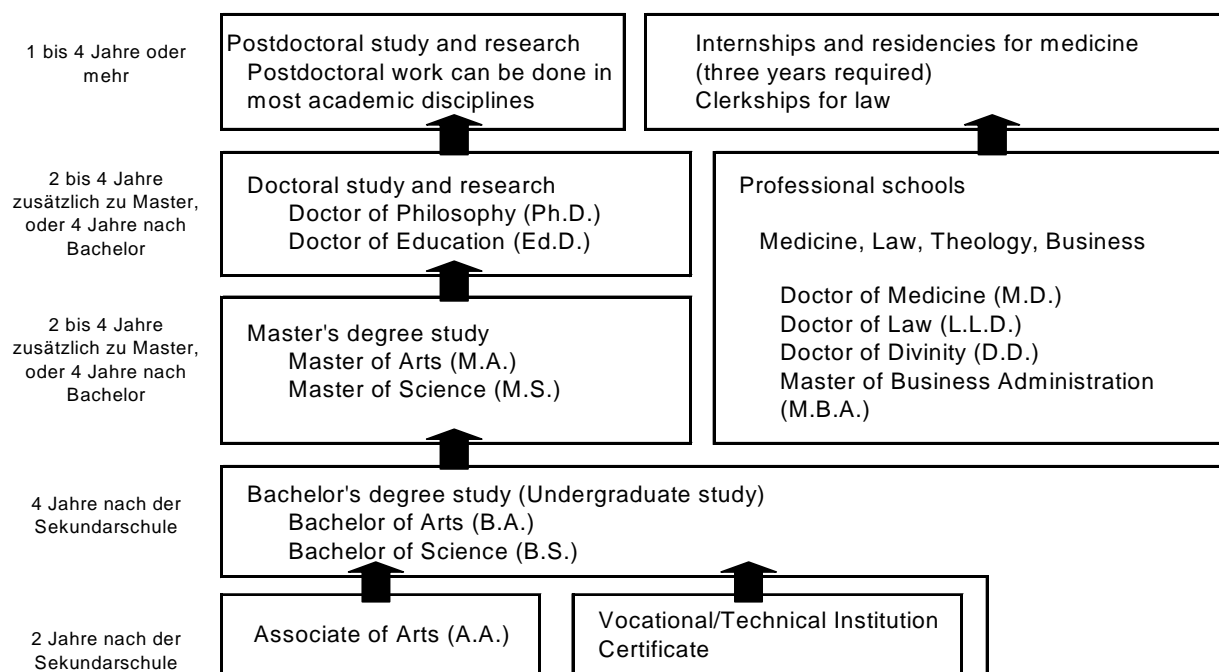 1 bis 4 Jahre oder
mehr
Postdoctoral study and research
Postdoctoral work can be done in
most academic disciplines
Internships and residencies for medicine
(three years required)
Clerkships for law
2 bis 4 Jahre
zusätzlich zu Master,
oder 4 Jahre nach
Bachelor
Doctoral study and research
Doctor of Philosophy (Ph.D.)
Doctor of Education (Ed.D.)
Professional schools
Medicine, Law, Theology, Business
Doctor of Medicine (M.D.)
Doctor of Law (L.L.D.)
Doctor of Divinity (D.D.)
Master of Business Administration
(M.B.A.)
2 bis 4 Jahre
zusätzlich zu Master,
oder 4 Jahre nach
Bachelor
Master's degree study
Master of Arts (M.A.)
Master of Science (M.S.)
4 Jahre nach der
Sekundarschule
Bachelor's degree study (Undergraduate study)
Bachelor of Arts (B.A.)
Bachelor of Science (B.S.)
2 Jahre nach der
Sekundarschule
Associate of Arts (A.A.)
Vocational/Technical Institution
Certificate